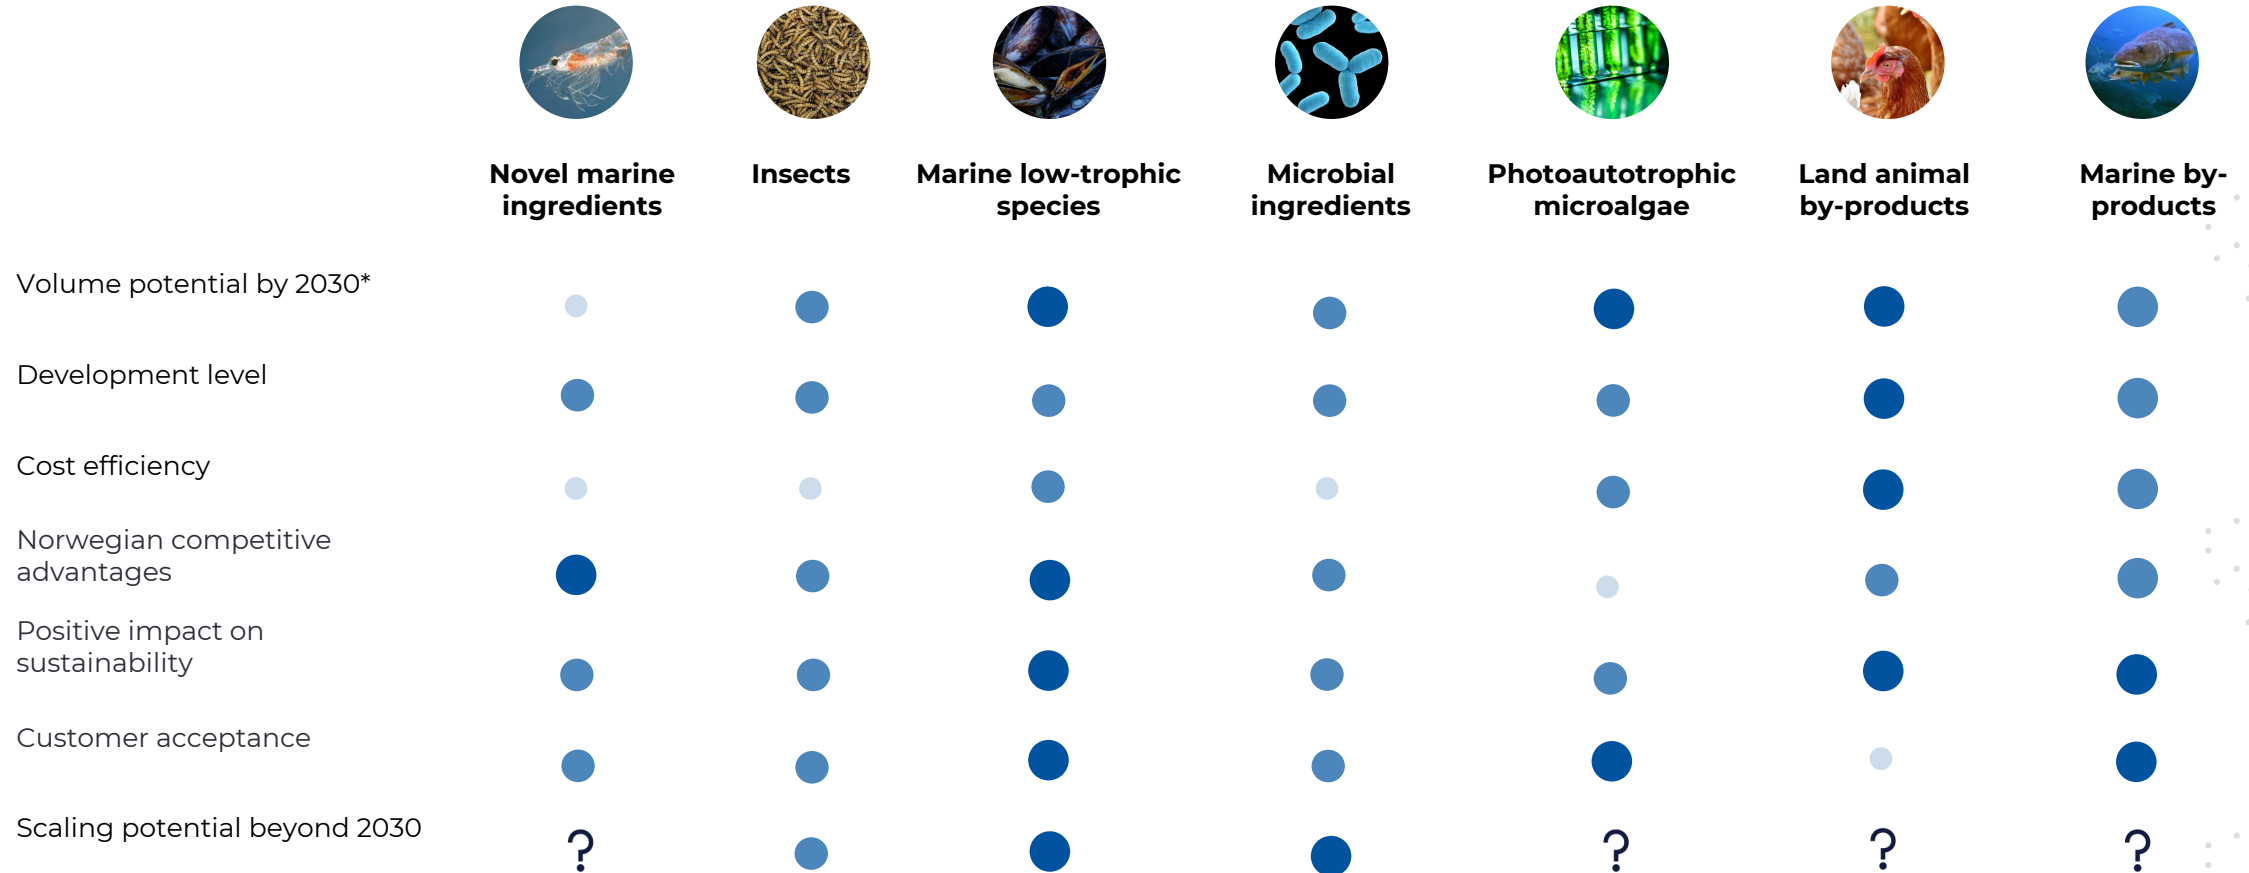 Novel marine
ingredients
Insects
Marine low-trophic
species
Microbial
ingredients
Photoautotrophic
microalgae
Land animal
by-products
Marine by-
products
Volume potential by 2030*
Development level
Cost efficiency
Norwegian competitive
advantages
Positive impact on
sustainability
Customer acceptance
Scaling potential beyond 2030
? ? ? ?